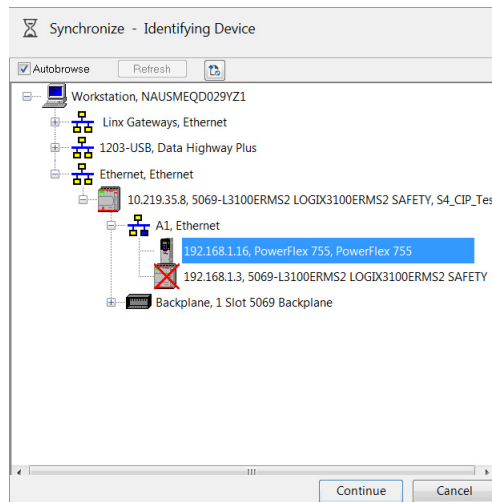 Synchronize - Identifying Device
Autobrowse
Refresh
Workstation, NAUSMEQD029YZ1
Linx Gateways, Ethernet
1203-USB, Data Highway Plus
Ethernet, Ethernet
10.219.35.8, 5069-L3100ERMS2 LOGIX3100ERMS2 SAFETY, S4_CIP_Tes
A1, Ethernet
192.168.1.16, PowerFlex 755, PowerFlex 755
192.168.1.3, 5069-L3100ERMS2 LOGIX3100ERMS2 SAFETY
Backplane, 1 Slot 5069 Backplane
Continue
Cancel